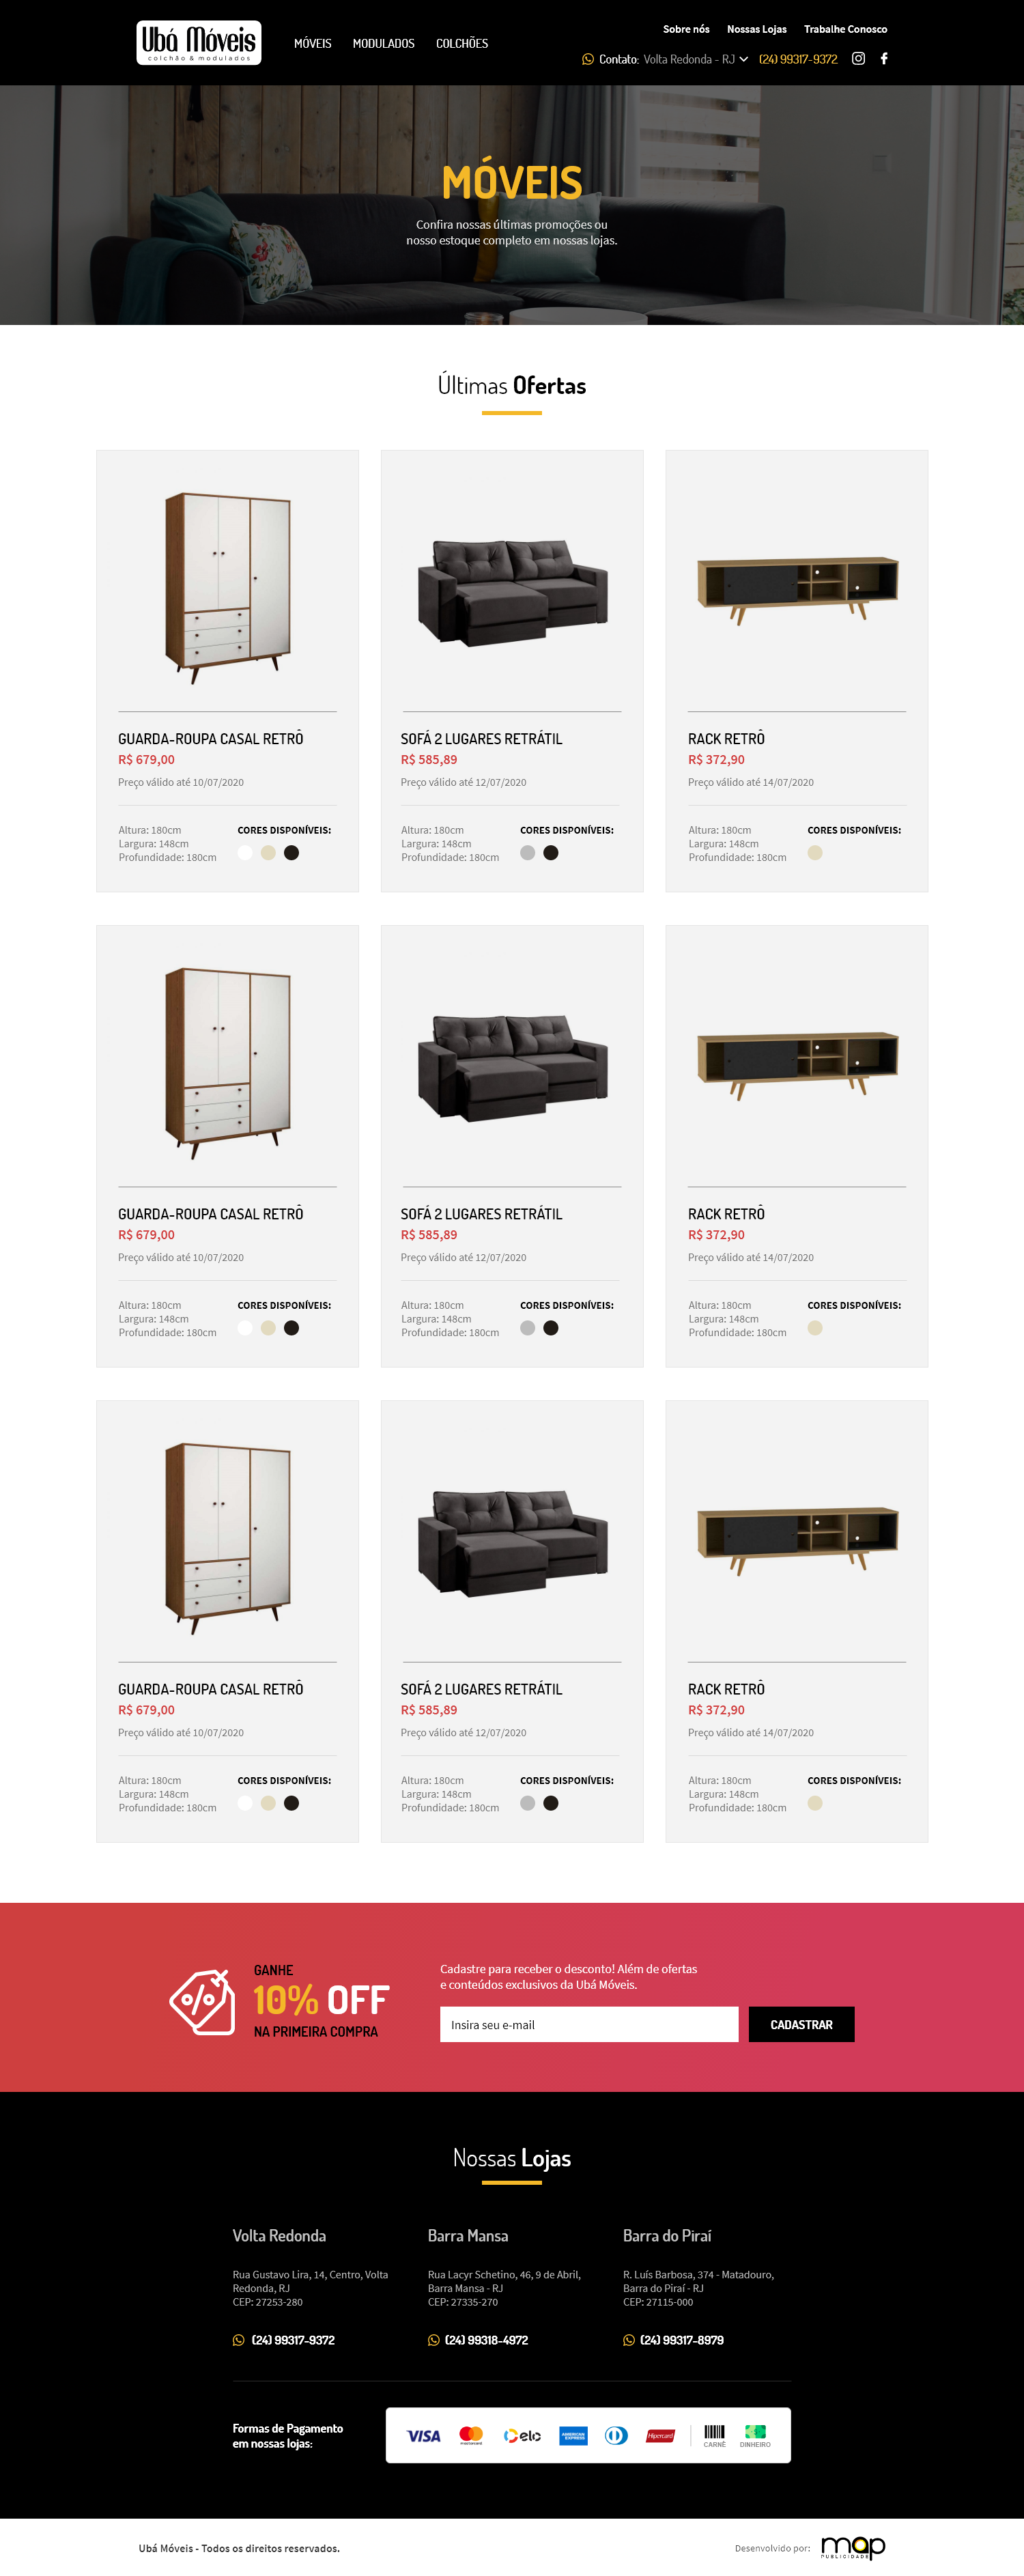 Ubá Móveis
colchão & modulados
MÓVEIS MODULADOS COLCHÕES
Sobre nós Nossas Lojas Trabalhe Conosco
Contato: Volta Redonda - RJ (24) 99317-9372
MÓVEIS
Confira nossas últimas promoções ou
nosso estoque completo em nossas lojas.
Últimas Ofertas
GUARDA-ROUPA CASAL RETRÔ
R$ 679,00
Preço válido até 10/07/2020
Altura: 180cm
Largura: 148cm
Profundidade: 180cm
CORES DISPONÍVEIS:
SOFÁ 2 LUGARES RETRÁTIL
R$ 585,89
Preço válido até 12/07/2020
Altura: 180cm
Largura: 148cm
Profundidade: 180cm
CORES DISPONÍVEIS:
RACK RETRÔ
R$ 372,90
Preço válido até 14/07/2020
Altura: 180cm
Largura: 148cm
Profundidade: 180cm
CORES DISPONÍVEIS:
GUARDA-ROUPA CASAL RETRÔ
R$ 679,00
Preço válido até 10/07/2020
Altura: 180cm
Largura: 148cm
Profundidade: 180cm
CORES DISPONÍVEIS:
SOFÁ 2 LUGARES RETRÁTIL
R$ 585,89
Preço válido até 12/07/2020
Altura: 180cm
Largura: 148cm
Profundidade: 180cm
CORES DISPONÍVEIS:
RACK RETRÔ
R$ 372,90
Preço válido até 14/07/2020
Altura: 180cm
Largura: 148cm
Profundidade: 180cm
CORES DISPONÍVEIS:
GUARDA-ROUPA CASAL RETRÔ
R$ 679,00
Preço válido até 10/07/2020
Altura: 180cm
Largura: 148cm
Profundidade: 180cm
CORES DISPONÍVEIS:
SOFÁ 2 LUGARES RETRÁTIL
R$ 585,89
Preço válido até 12/07/2020
Altura: 180cm
Largura: 148cm
Profundidade: 180cm
CORES DISPONÍVEIS:
RACK RETRÔ
R$ 372,90
Preço válido até 14/07/2020
Altura: 180cm
Largura: 148cm
Profundidade: 180cm
CORES DISPONÍVEIS:
GANHE
10% OFF
NA PRIMEIRA COMPRA
Cadastre para receber o desconto! Além de ofertas
e conteúdos exclusivos da Ubá Móveis.
Insira seu e-mail
CADASTRAR
Nossas Lojas
Volta Redonda
Rua Gustavo Lira, 14, Centro, Volta
Redonda, RJ
CEP: 27253-280
(24) 99317-9372
Barra Mansa
Rua Lacyr Schetino, 46, 9 de Abril,
Barra Mansa - RJ
CEP: 27335-270
(24) 99318-4972
Barra do Piraí
R. Luís Barbosa, 374 - Matadouro,
Barra do Piraí - RJ
CEP: 27115-000
(24) 99317-8979
Formas de Pagamento
em nossas lojas:
VISA
mastercard
elo
AMERICAN EXPRESS
Hipercard
CARNÊ
DINHEIRO
Ubá Móveis - Todos os direitos reservados.
Desenvolvido por:
map
PUBLICIDADE